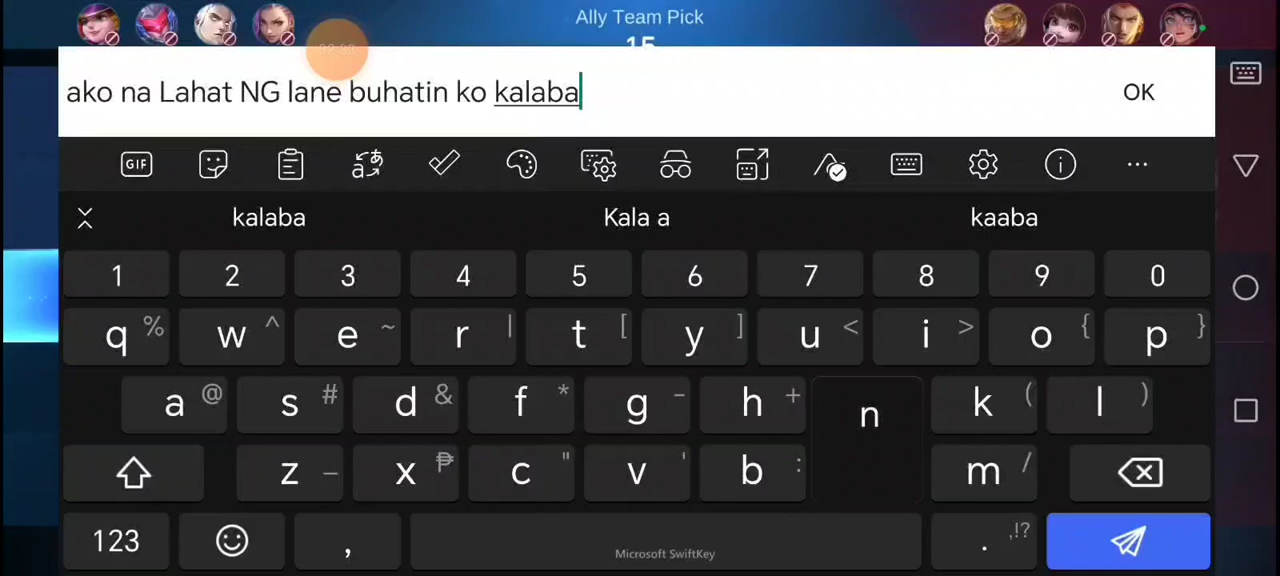 Ally Team Pick
15
ako na Lahat NG lane buhatin ko kalaba
OK
GIF
kalaba
Kala a
kaaba
1 2 3 4 5 6 7 8 9 0
q % w ^ e ~ r | t [ y ] u < i > o { p }
a @ s # d & f * g - h + n k ( l )
z _ x ₱ c " v ' b : m /
123 , Microsoft SwiftKey . ,!?